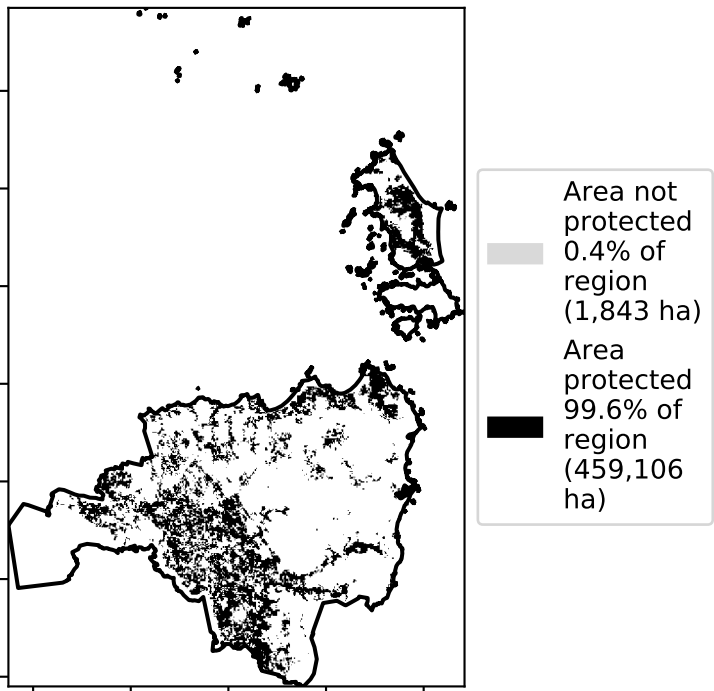 Area not
protected
0.4% of
region
(1,843 ha)
Area
protected
99.6% of
region
(459,106
ha)